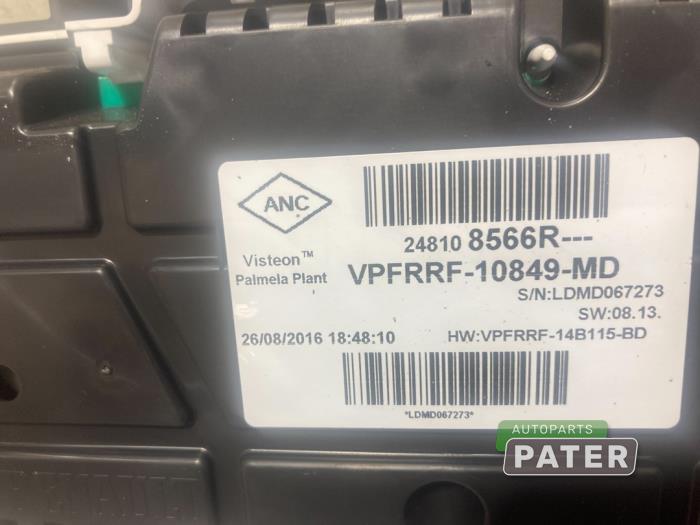 ANC
24810 8566R---
Visteon™
Palmela Plant
VPFRRF-10849-MD
S/N:LDMD067273
SW:08.13.
26/08/2016 18:48:10
HW:VPFRRF-14B115-BD
*LDMD067273*
AUTOPARTS
PATER